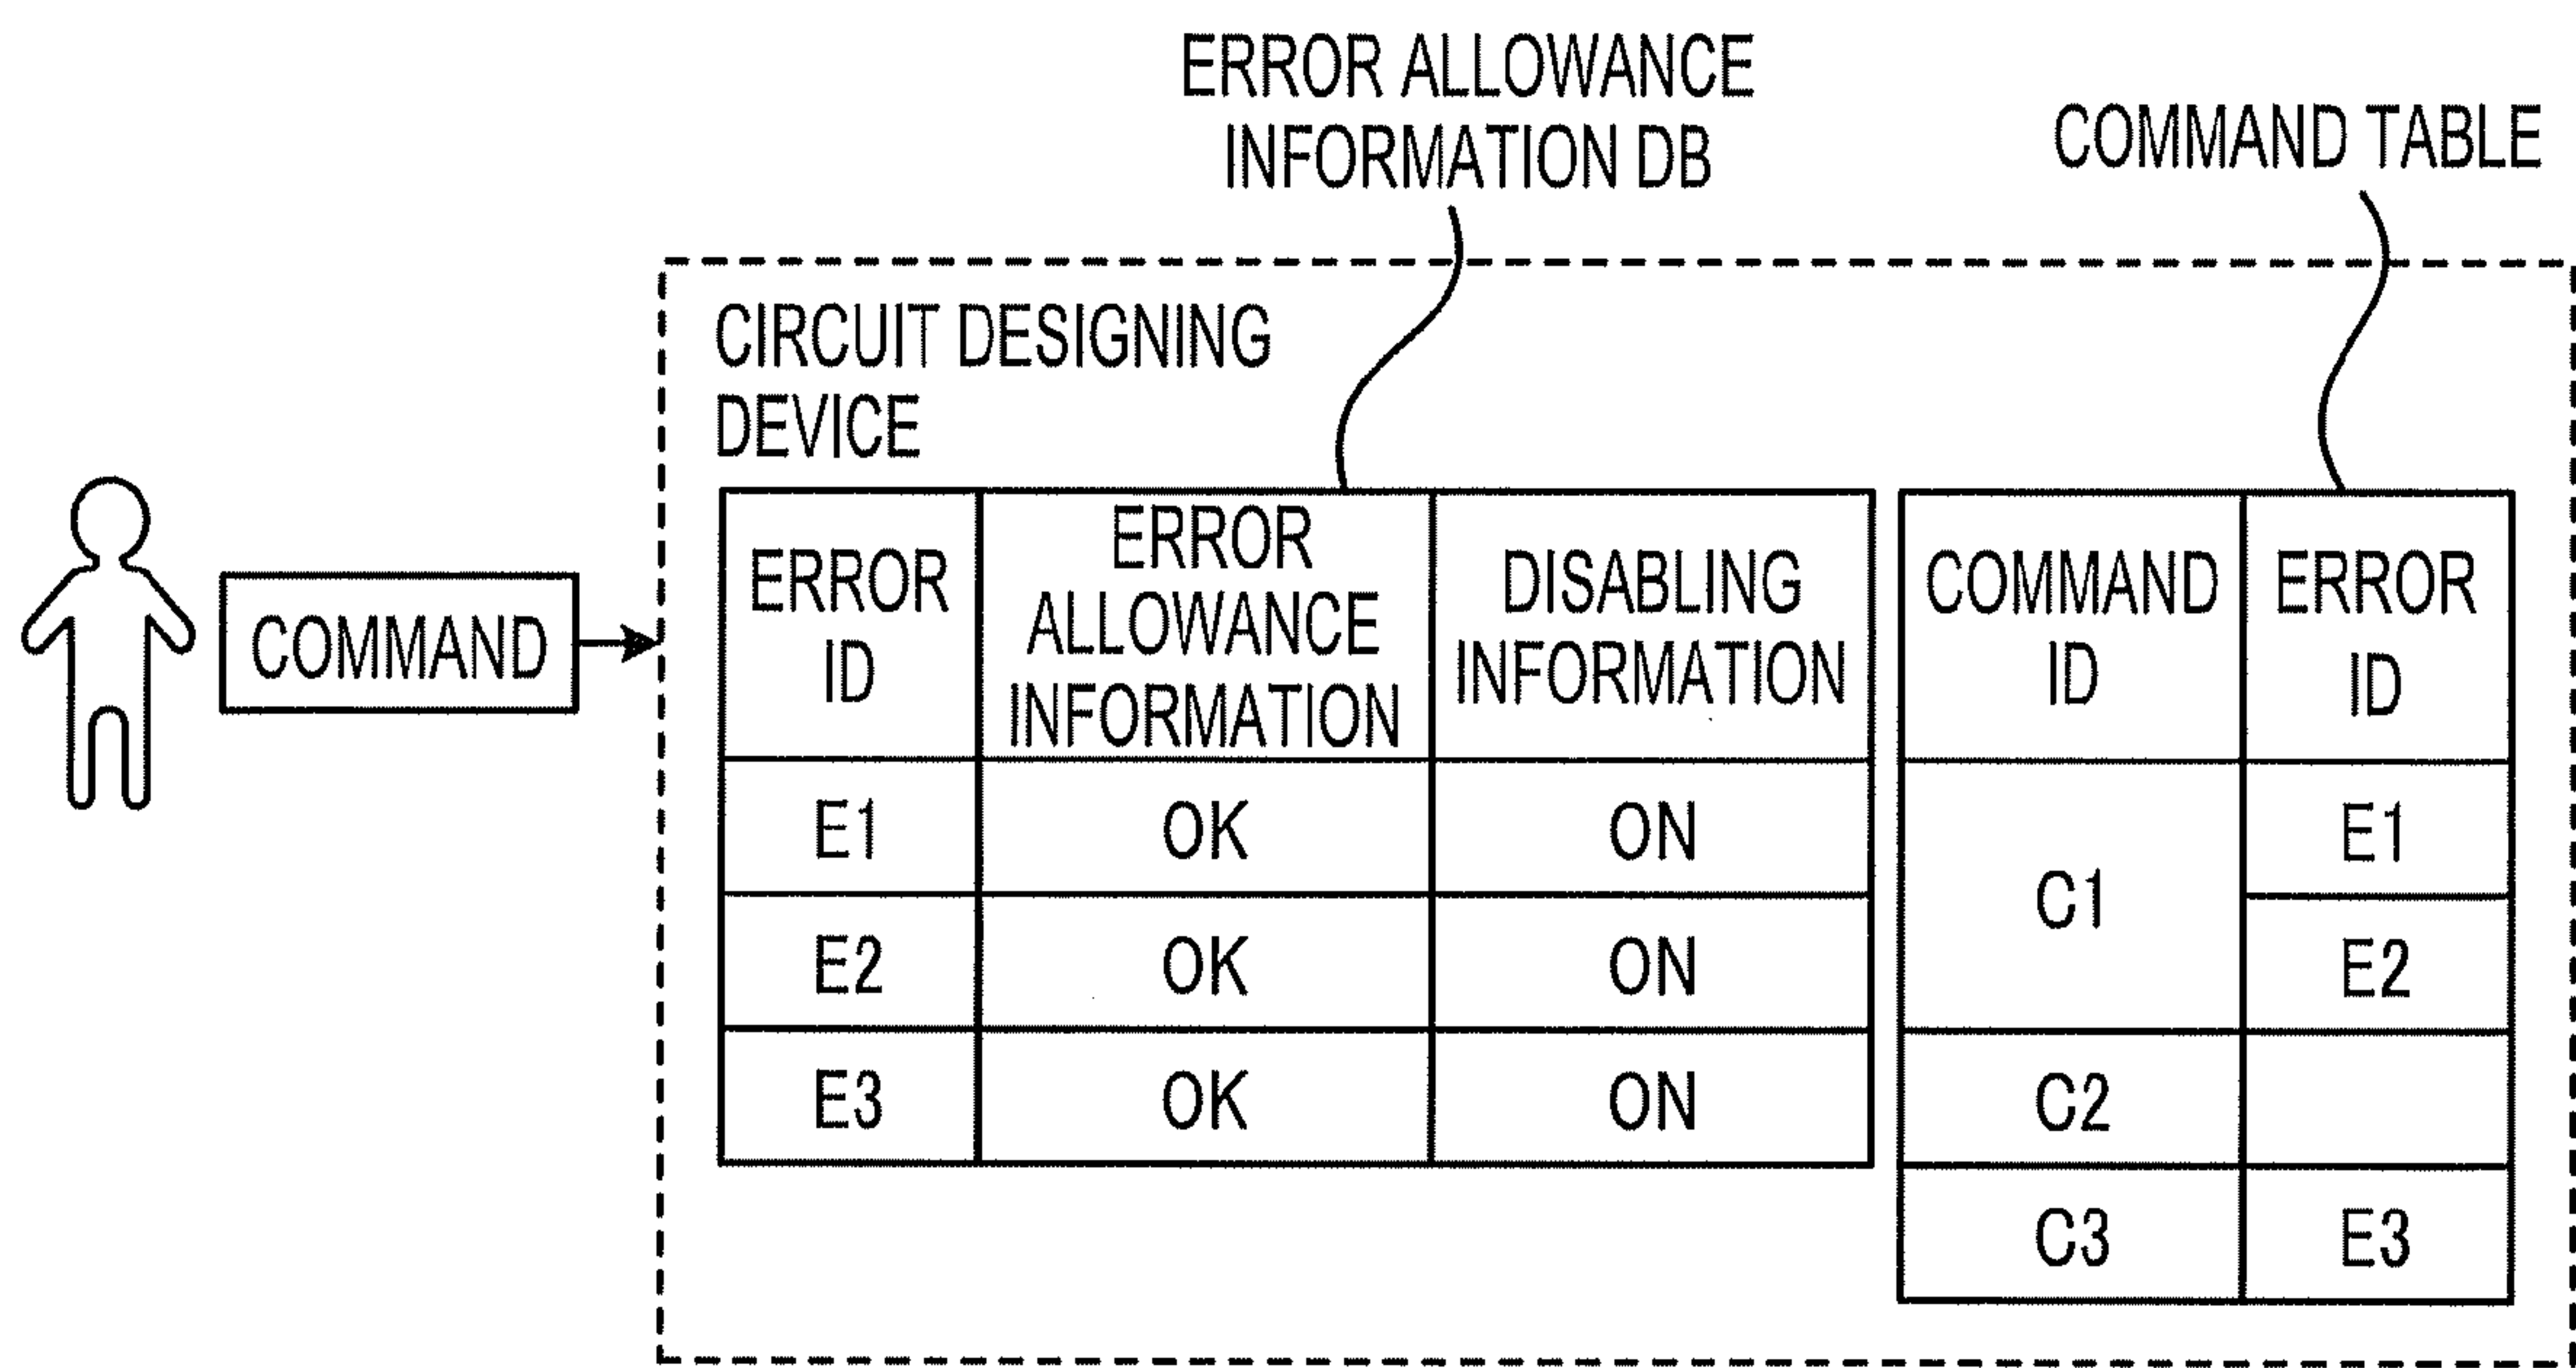 ERROR ALLOWANCE
INFORMATION DB
COMMAND TABLE
CIRCUIT DESIGNING
DEVICE
COMMAND
ERROR
ID
ERROR
ALLOWANCE
INFORMATION
DISABLING
INFORMATION
E1
OK
ON
E2
OK
ON
E3
OK
ON
COMMAND
ID
ERROR
ID
C1
E1
E2
C2
C3
E3